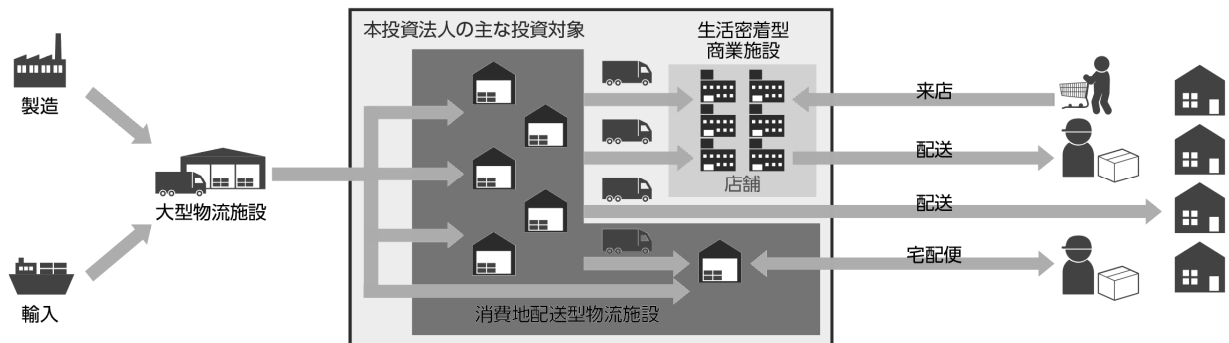 本投資法人の主な投資対象
生活密着型
商業施設
製造
大型物流施設
輸入
店舗
消費地配送型物流施設
来店
配送
配送
宅配便